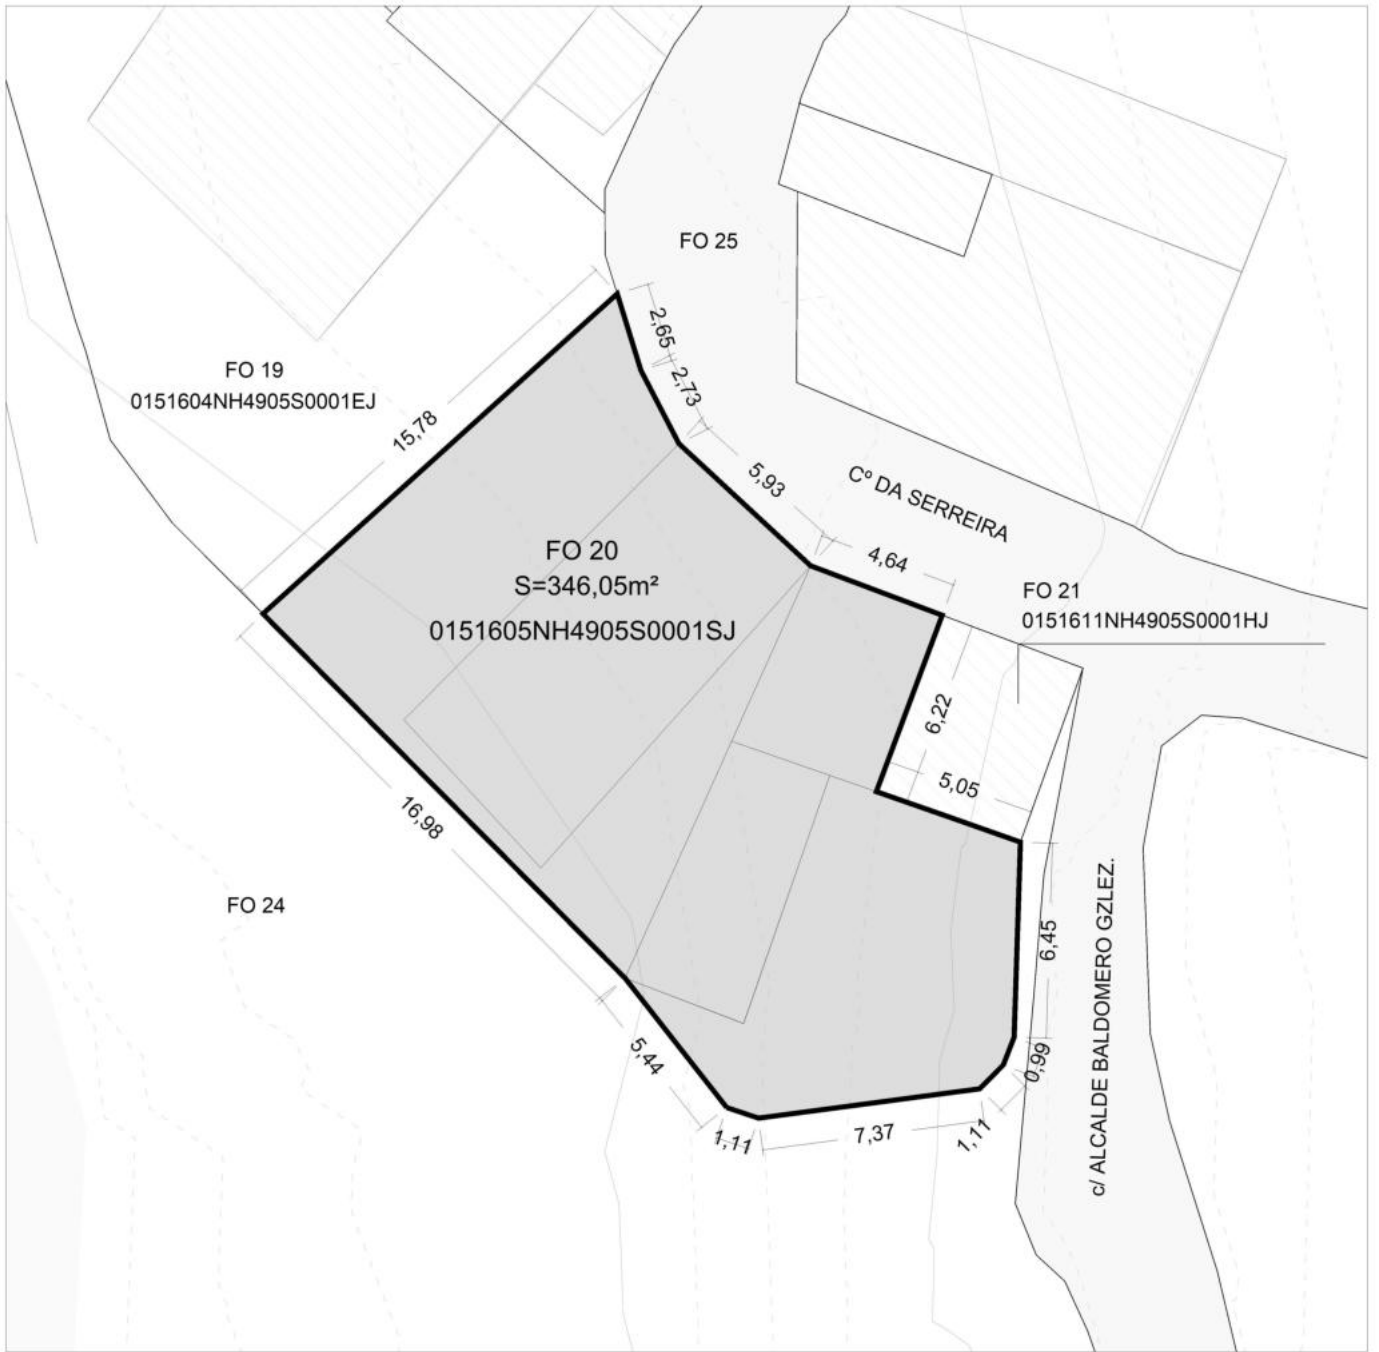 FO 25
2,65
FO 19
0151604NH4905S0001EJ
2,73
15,78
5,93
Cº DA SERREIRA
FO 20
S=346,05m²
0151605NH4905S0001SJ
4,64
FO 21
0151611NH4905S0001HJ
6,22
5,05
16,98
FO 24
6,45
c/ ALCALDE BALDOMERO GZLEZ.
5,44
0,99
1,11
7,37
1,11